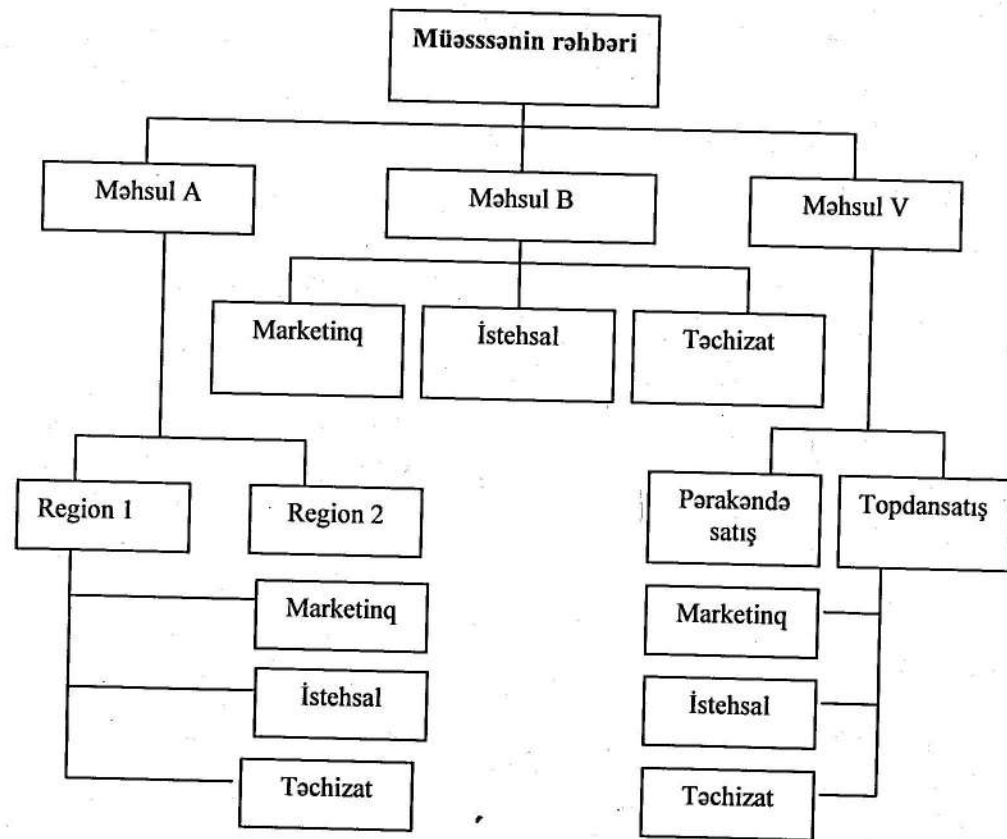 Müəsssənin rəhbəri
Məhsul A
Məhsul B
Məhsul V
Marketinq
İstehsal
Təchizat
Region 1
Region 2
Pərakəndə
satış
Topdansatış
Marketinq
Marketinq
İstehsal
İstehsal
Təchizat
Təchizat